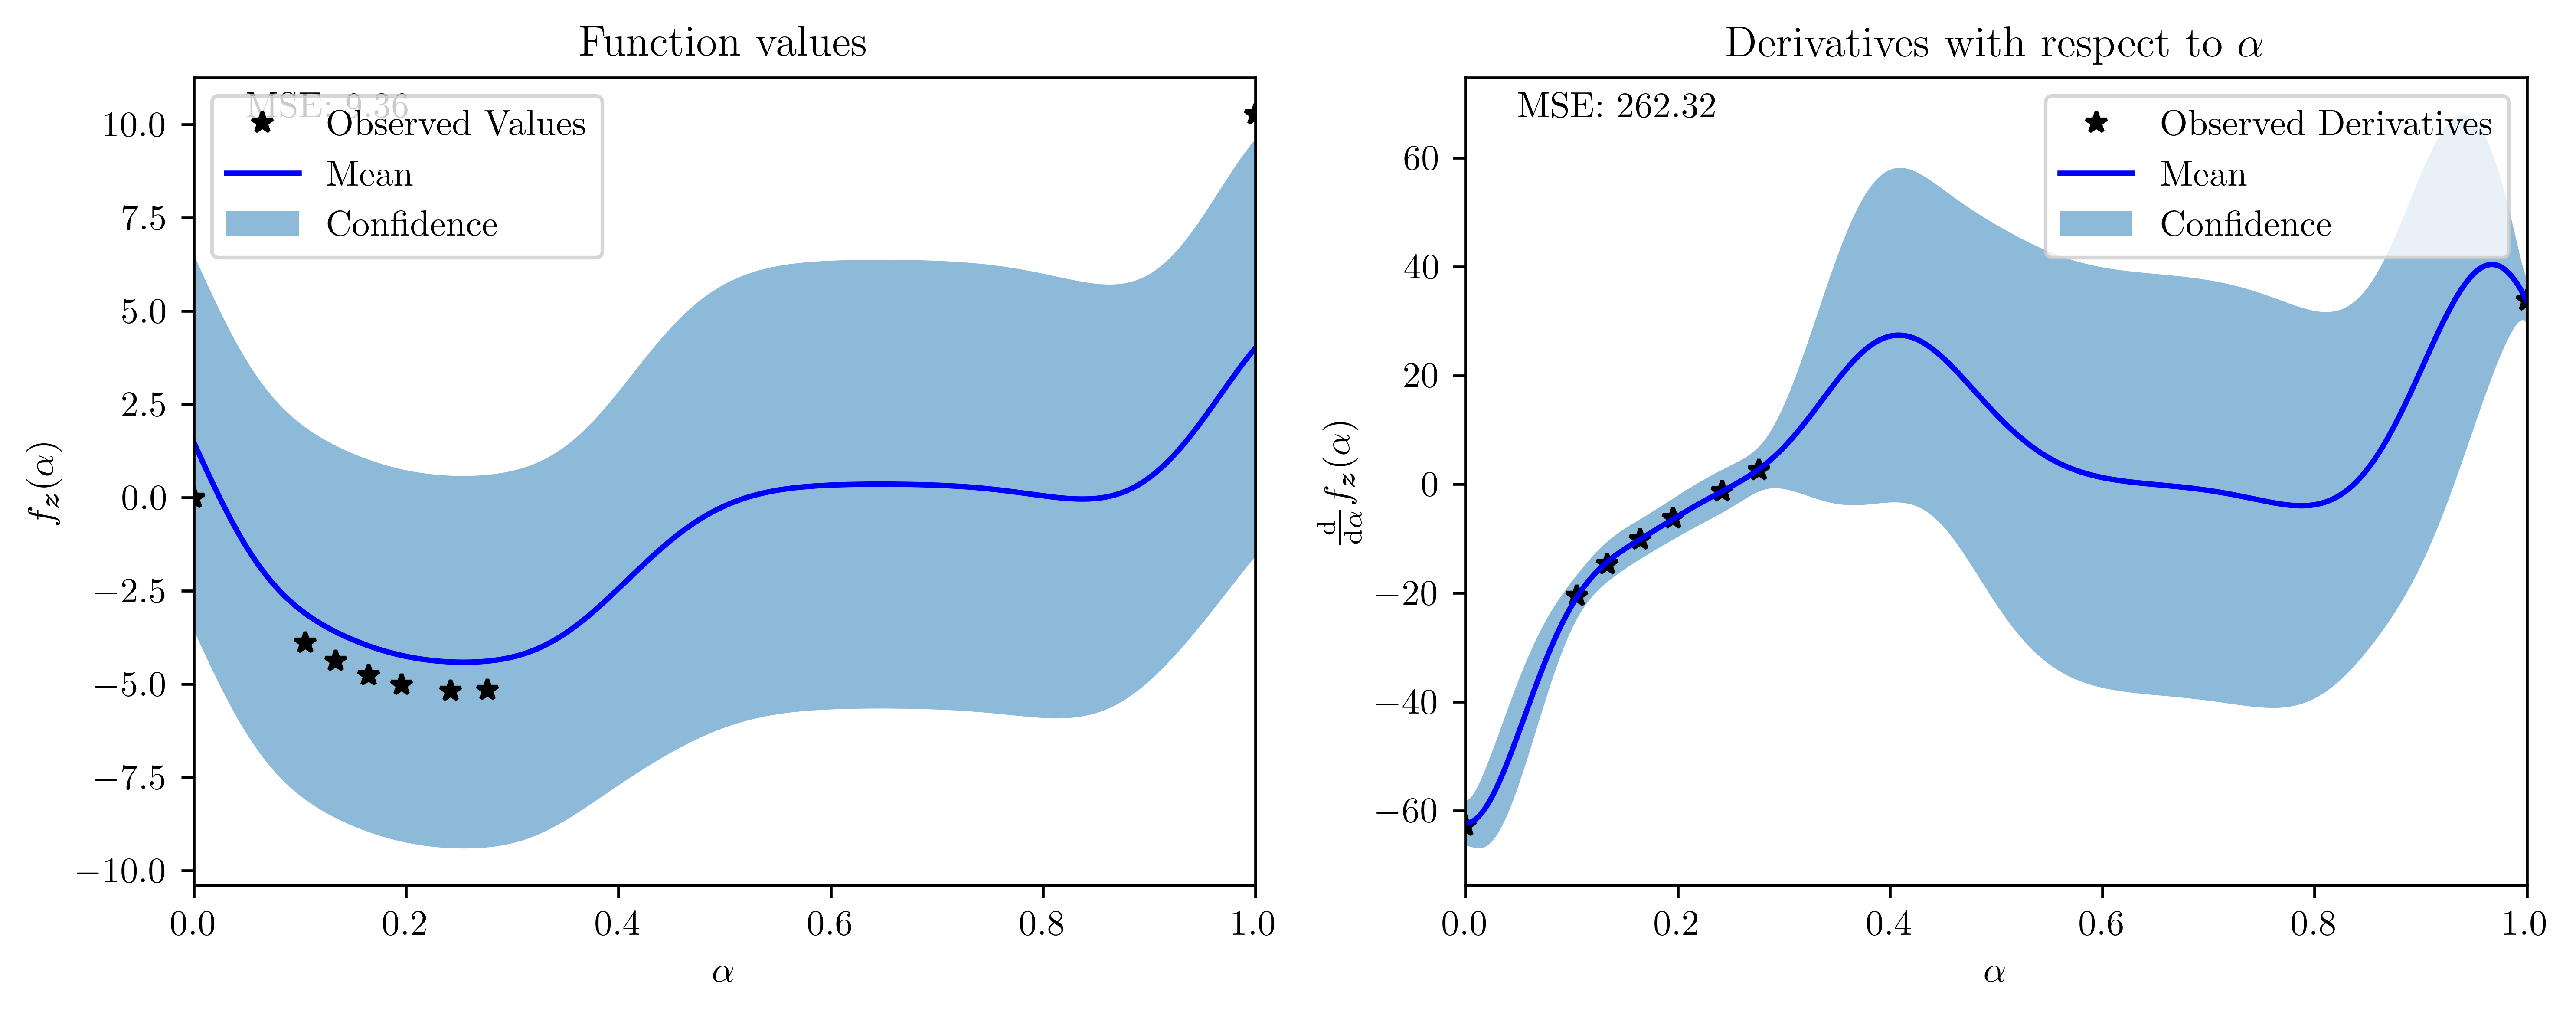 Function values
MSE: 9.36
Observed Values
Mean
Confidence
10.0
7.5
5.0
2.5
0.0
−2.5
−5.0
−7.5
−10.0
f_z(α)
0.0 0.2 0.4 0.6 0.8 1.0
α
Derivatives with respect to α
MSE: 262.32
Observed Derivatives
Mean
Confidence
60
40
20
0
−20
−40
−60
d/dα f_z(α)
0.0 0.2 0.4 0.6 0.8 1.0
α